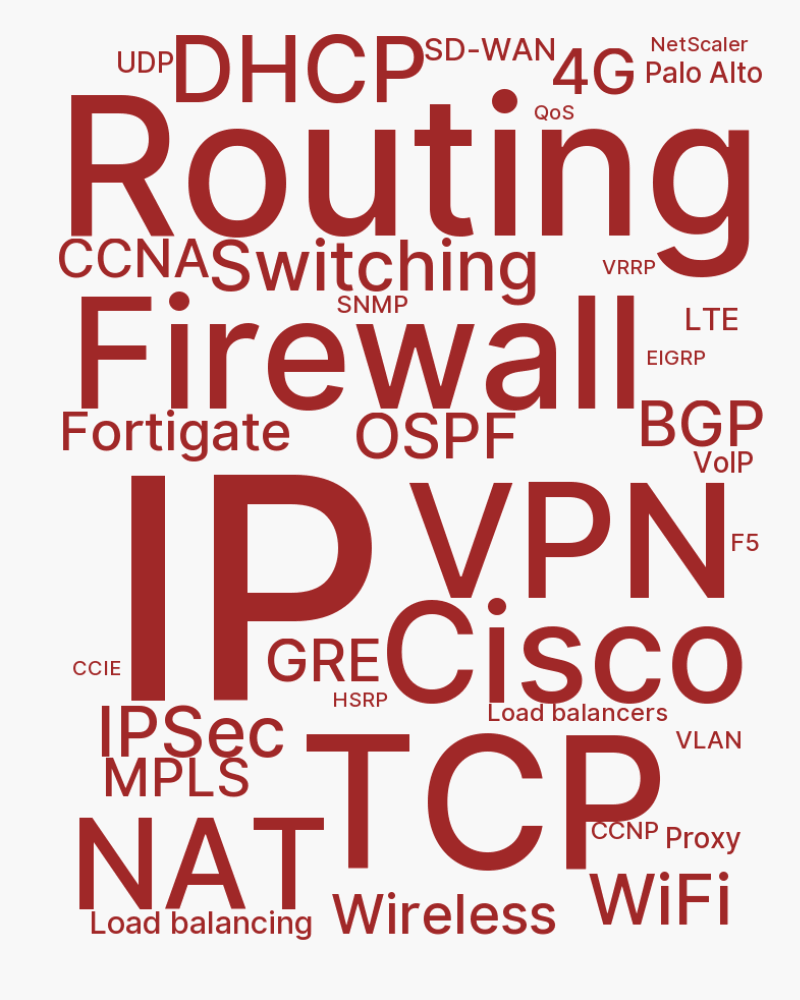 NetScaler
UDP
DHCP
SD-WAN
4G
Palo Alto
QoS
Routing
CCNA
Switching
VRRP
SNMP
LTE
Firewall
EIGRP
Fortigate
OSPF
BGP
VoIP
IP
VPN
F5
CCIE
GRE
Cisco
HSRP
Load balancers
IPSec
VLAN
MPLS
TCP
CCNP
Proxy
NAT
Load balancing
Wireless
WiFi